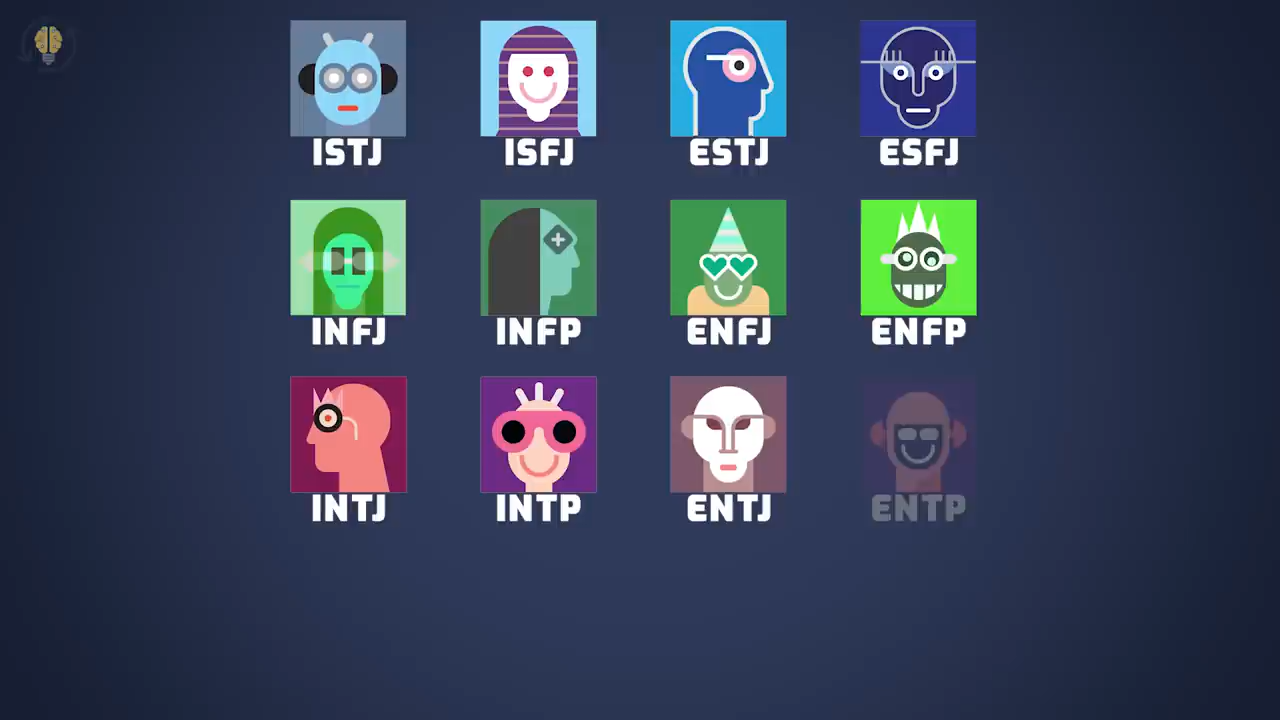 ISTJ ISFJ ESTJ ESFJ
INFJ INFP ENFJ ENFP
INTJ INTP ENTJ ENTP